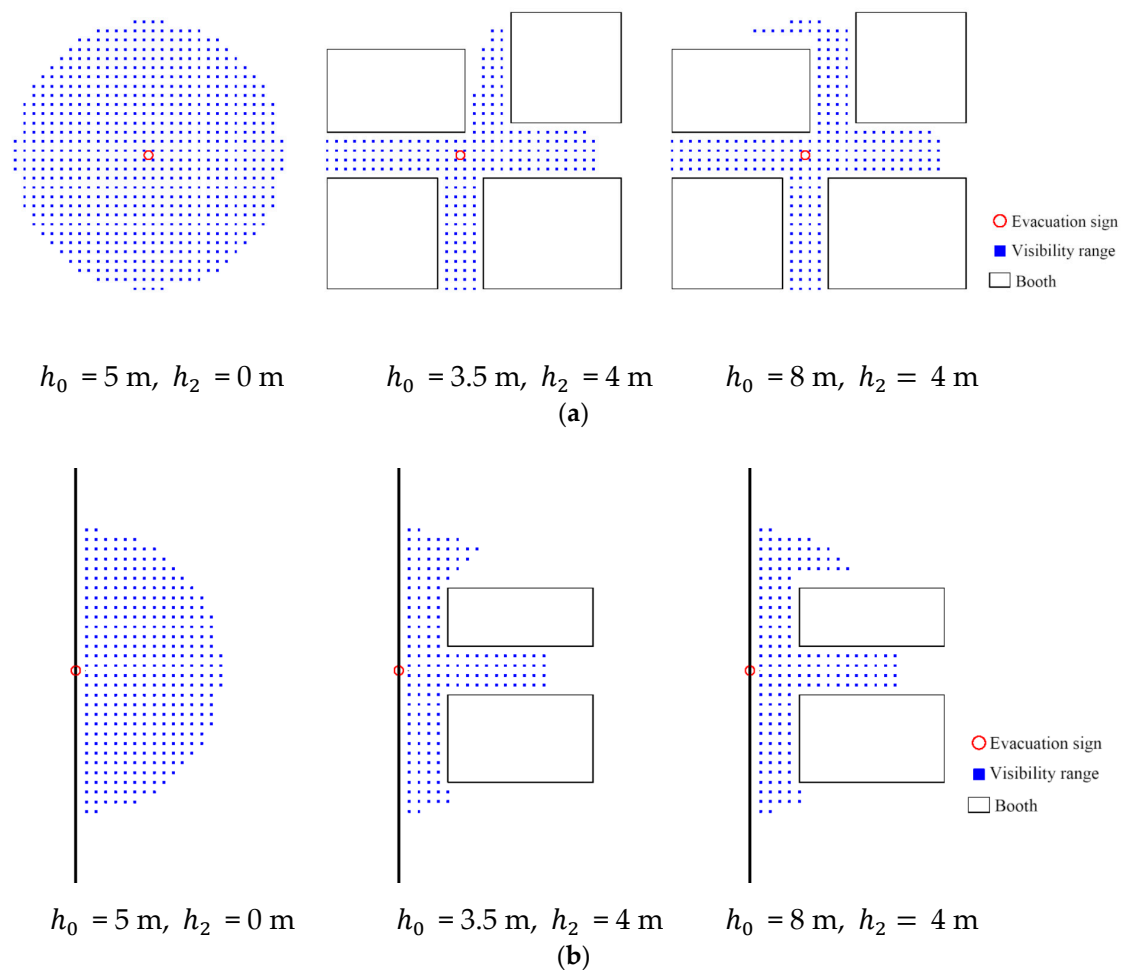 Evacuation sign
Visibility range
Booth
h₀ = 5 m, h₂ = 0 m
h₀ = 3.5 m, h₂ = 4 m
h₀ = 8 m, h₂ = 4 m
(a)
Evacuation sign
Visibility range
Booth
h₀ = 5 m, h₂ = 0 m
h₀ = 3.5 m, h₂ = 4 m
h₀ = 8 m, h₂ = 4 m
(b)